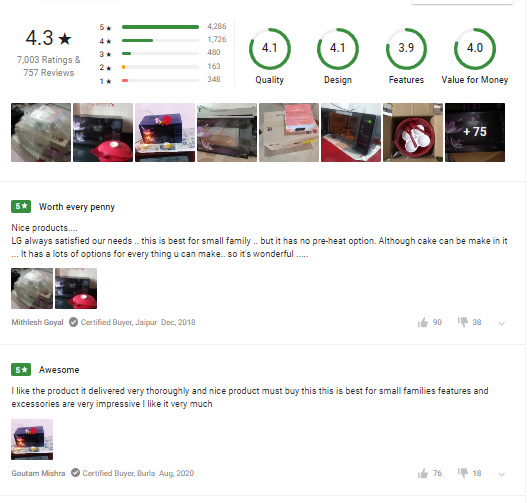 4.3 ★
7,003 Ratings &
757 Reviews
5 ★ 4,286
4 ★ 1,726
3 ★ 480
2 ★ 163
1 ★ 348
4.1 4.1 3.9 4.0
Quality Design Features Value for Money
+ 75
5 ★ Worth every penny
Nice products....
LG always satisfied our needs .. this is best for small family .. but it has no pre-heat option. Although cake can be make in it
... It has a lots of options for every thing u can make.. so it's wonderful .....
Mithlesh Goyal Certified Buyer, Jaipur Dec, 2018 90 38
5 ★ Awesome
I like the product it delivered very thoroughly and nice product must buy this this is best for small families features and
excessories are very impressive I like it very much
Goutam Mishra Certified Buyer, Burla Aug, 2020 76 18